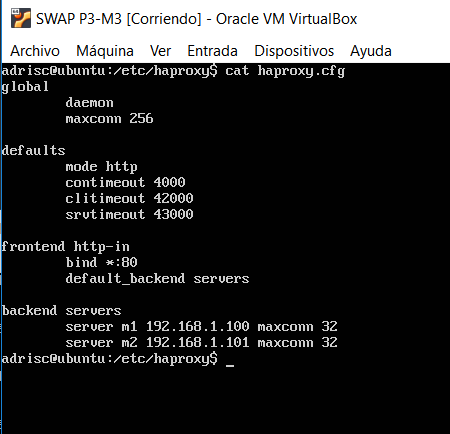 SWAP P3-M3 [Corriendo] - Oracle VM VirtualBox
Archivo Máquina Ver Entrada Dispositivos Ayuda
adrisc@ubuntu:/etc/haproxy$ cat haproxy.cfg
global
        daemon
        maxconn 256

defaults
        mode http
        contimeout 4000
        clitimeout 42000
        srvtimeout 43000

frontend http-in
        bind *:80
        default_backend servers

backend servers
        server m1 192.168.1.100 maxconn 32
        server m2 192.168.1.101 maxconn 32
adrisc@ubuntu:/etc/haproxy$ _